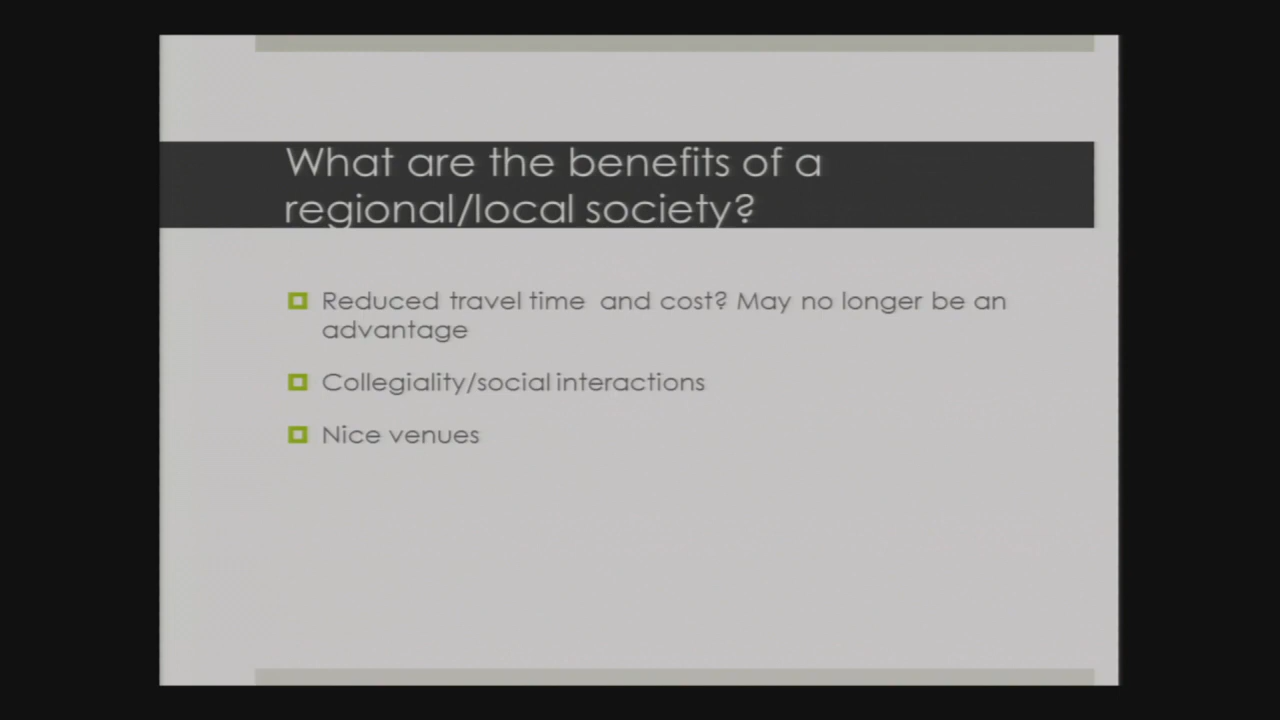 What are the benefits of a
regional/local society?
Reduced travel time and cost? May no longer be an
advantage
Collegiality/social interactions
Nice venues